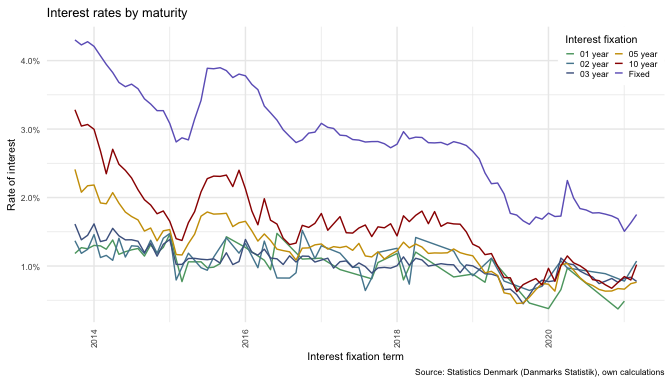 Interest rates by maturity
Interest fixation
01 year 05 year
02 year 10 year
03 year Fixed
4.0%
3.0%
2.0%
1.0%
Rate of interest
2014 2016 2018 2020
Interest fixation term
Source: Statistics Denmark (Danmarks Statistik), own calculations